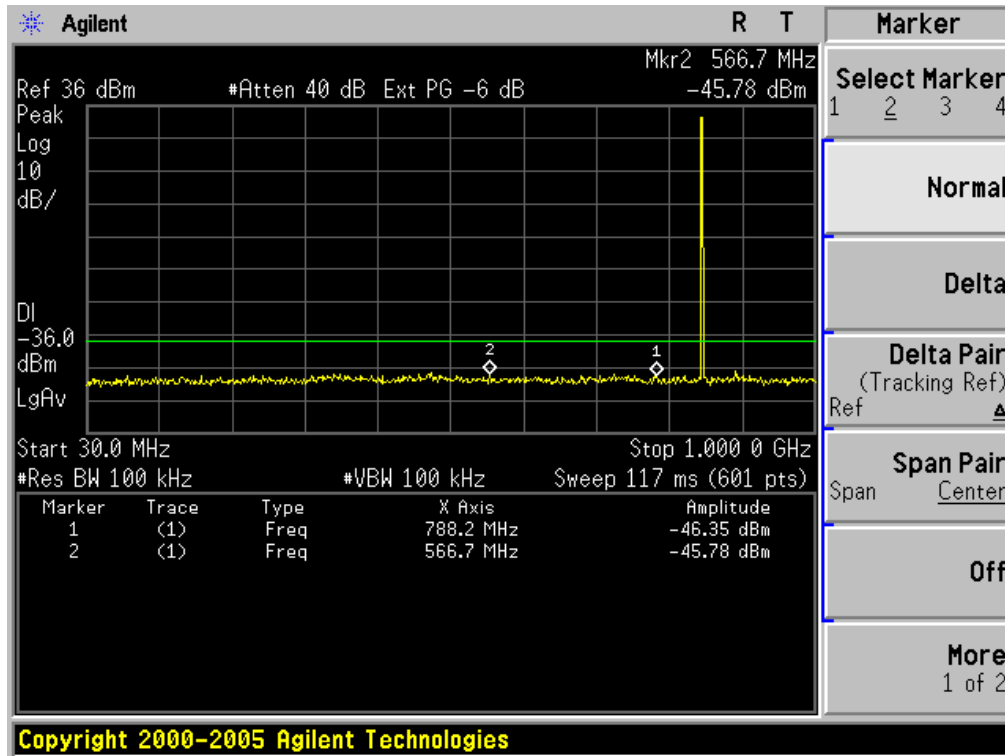 Agilent R T
Mkr2 566.7 MHz
Ref 36 dBm #Atten 40 dB Ext PG -6 dB -45.78 dBm
Peak
Log
10
dB/
DI
-36.0
dBm
LgAv
2
1
Start 30.0 MHz Stop 1.000 0 GHz
#Res BW 100 kHz #VBW 100 kHz Sweep 117 ms (601 pts)
Marker Trace Type X Axis Amplitude
1 (1) Freq 788.2 MHz -46.35 dBm
2 (1) Freq 566.7 MHz -45.78 dBm
Copyright 2000-2005 Agilent Technologies
Marker
Select Marker
1 2 3 4
Normal
Delta
Delta Pair
(Tracking Ref)
Ref Δ
Span Pair
Span Center
Off
More
1 of 2